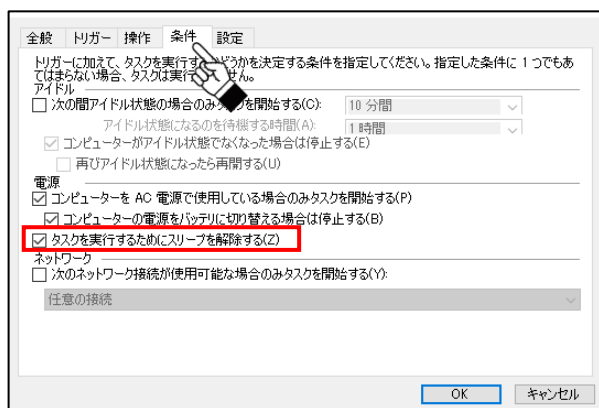 全般 トリガー 操作 条件 設定
トリガーに加えて、タスクを実行す かどうかを決定する条件を指定してください。指定した条件に 1 つでもあ
てはまらない場合、タスクは実行 ません。
アイドル
次の間アイドル状態の場合のみ を開始する(C): 10 分間
アイドル状態になるのを待機する時間(A): 1 時間
コンピューターがアイドル状態でなくなった場合は停止する(E)
再びアイドル状態になったら再開する(U)
電源
コンピューターを AC 電源で使用している場合のみタスクを開始する(P)
コンピューターの電源をバッテリに切り替える場合は停止する(B)
タスクを実行するためにスリープを解除する(Z)
ネットワーク
次のネットワーク接続が使用可能な場合のみタスクを開始する(Y):
任意の接続
OK キャンセル